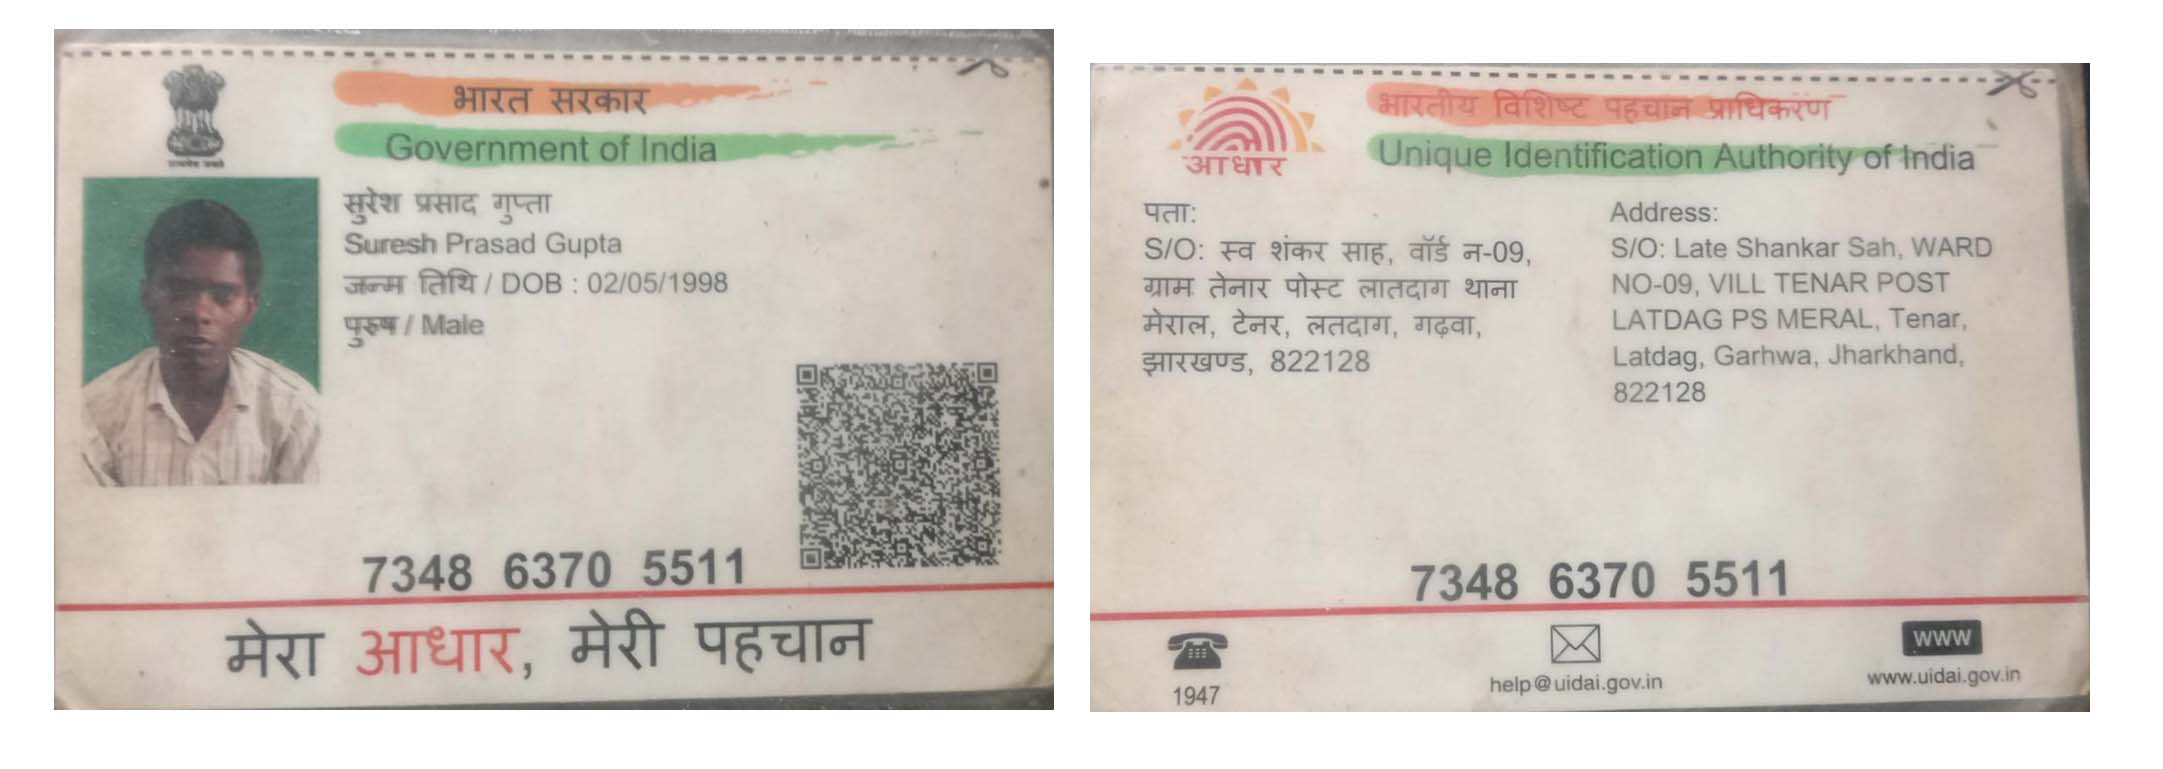 भारत सरकार
Government of India
सुरेश प्रसाद गुप्ता
Suresh Prasad Gupta
जन्म तिथि / DOB : 02/05/1998
पुरुष / Male
7348 6370 5511
मेरा आधार, मेरी पहचान
भारतीय विशिष्ट पहचान प्राधिकरण
Unique Identification Authority of India
आधार
पता:
S/O: स्व शंकर साह, वॉर्ड न-09,
ग्राम तेनार पोस्ट लातदाग थाना
मेराल, टेनर, लतदाग, गढ़वा,
झारखण्ड, 822128
Address:
S/O: Late Shankar Sah, WARD
NO-09, VILL TENAR POST
LATDAG PS MERAL, Tenar,
Latdag, Garhwa, Jharkhand,
822128
7348 6370 5511
1947
help@uidai.gov.in
www
www.uidai.gov.in